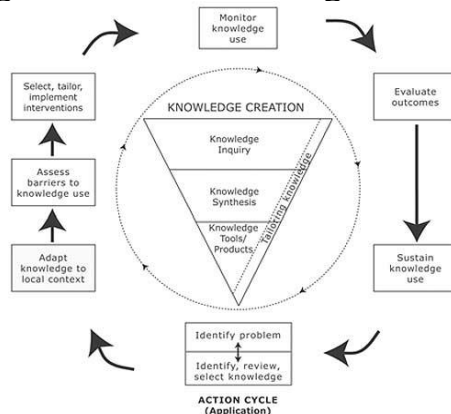 Monitor
knowledge
use
Select, tailor,
implement
interventions
Evaluate
outcomes
KNOWLEDGE CREATION
Knowledge
Inquiry
Assess
barriers to
knowledge use
Knowledge
Synthesis
Tailoring knowledge
Knowledge
Tools/
Products
Adapt
knowledge to
local context
Sustain
knowledge
use
Identify problem
Identify, review,
select knowledge
ACTION CYCLE
(Application)